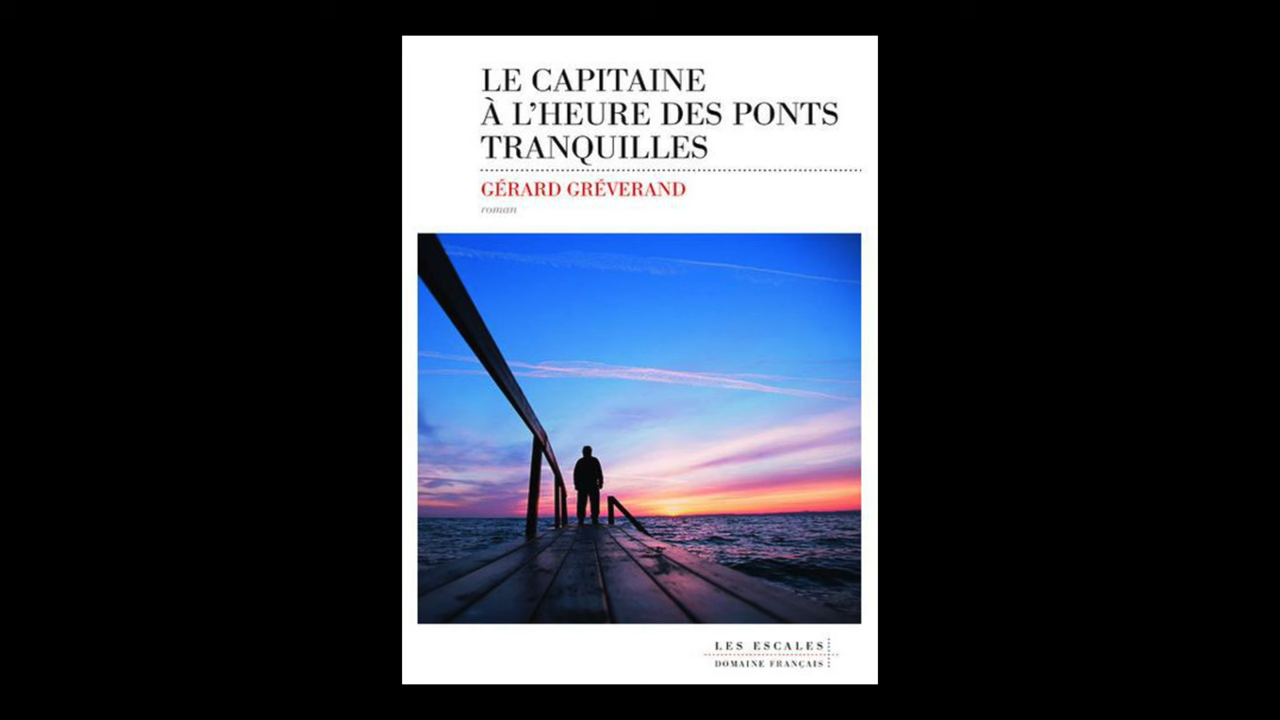 LE CAPITAINE
À L’HEURE DES PONTS
TRANQUILLES
GÉRARD GRÉVERAND
roman
LES ESCALES
DOMAINE FRANÇAIS